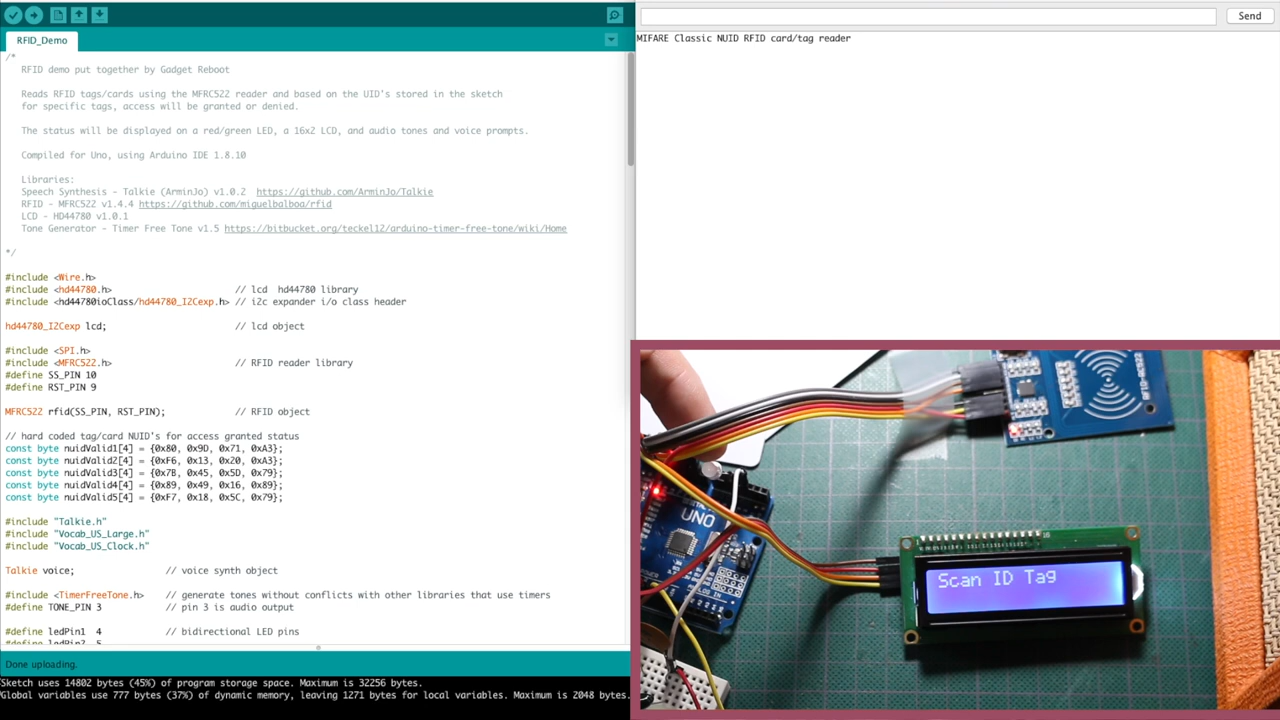 RFID_Demo
/*
RFID demo put together by Gadget Reboot
Reads RFID tags/cards using the MFRC522 reader and based on the UID's stored in the sketch
for specific tags, access will be granted or denied.
The status will be displayed on a red/green LED, a 16x2 LCD, and audio tones and voice prompts.
Compiled for Uno, using Arduino IDE 1.8.10
Libraries:
Speech Synthesis - Talkie (ArminJo) v1.0.2  https://github.com/ArminJo/Talkie
RFID - MFRC522 v1.4.4 https://github.com/miguelbalboa/rfid
LCD - HD44780 v1.0.1
Tone Generator - Timer Free Tone v1.5 https://bitbucket.org/teckel12/arduino-timer-free-tone/wiki/Home
*/
#include <Wire.h>
#include <hd44780.h> // lcd  hd44780 library
#include <hd44780ioClass/hd44780_I2Cexp.h> // i2c expander i/o class header
hd44780_I2Cexp lcd; // lcd object
#include <SPI.h>
#include <MFRC522.h> // RFID reader library
#define SS_PIN 10
#define RST_PIN 9
MFRC522 rfid(SS_PIN, RST_PIN); // RFID object
// hard coded tag/card NUID's for access granted status
const byte nuidValid1[4] = {0x80, 0x9D, 0x71, 0xA3};
const byte nuidValid2[4] = {0xF6, 0x13, 0x20, 0xA3};
const byte nuidValid3[4] = {0x7B, 0x45, 0x5D, 0x79};
const byte nuidValid4[4] = {0x89, 0x49, 0x16, 0x89};
const byte nuidValid5[4] = {0xF7, 0x18, 0x5C, 0x79};
#include "Talkie.h"
#include "Vocab_US_Large.h"
#include "Vocab_US_Clock.h"
Talkie voice; // voice synth object
#include <TimerFreeTone.h> // generate tones without conflicts with other libraries that use timers
#define TONE_PIN 3 // pin 3 is audio output
#define ledPin1  4 // bidirectional LED pins
#define ledPin2  5
Done uploading.
Sketch uses 14802 bytes (45%) of program storage space. Maximum is 32256 bytes.
Global variables use 777 bytes (37%) of dynamic memory, leaving 1271 bytes for local variables. Maximum is 2048 bytes.
Send
MIFARE Classic NUID RFID card/tag reader
RFID-RC522
UNO
16
Scan ID Tag